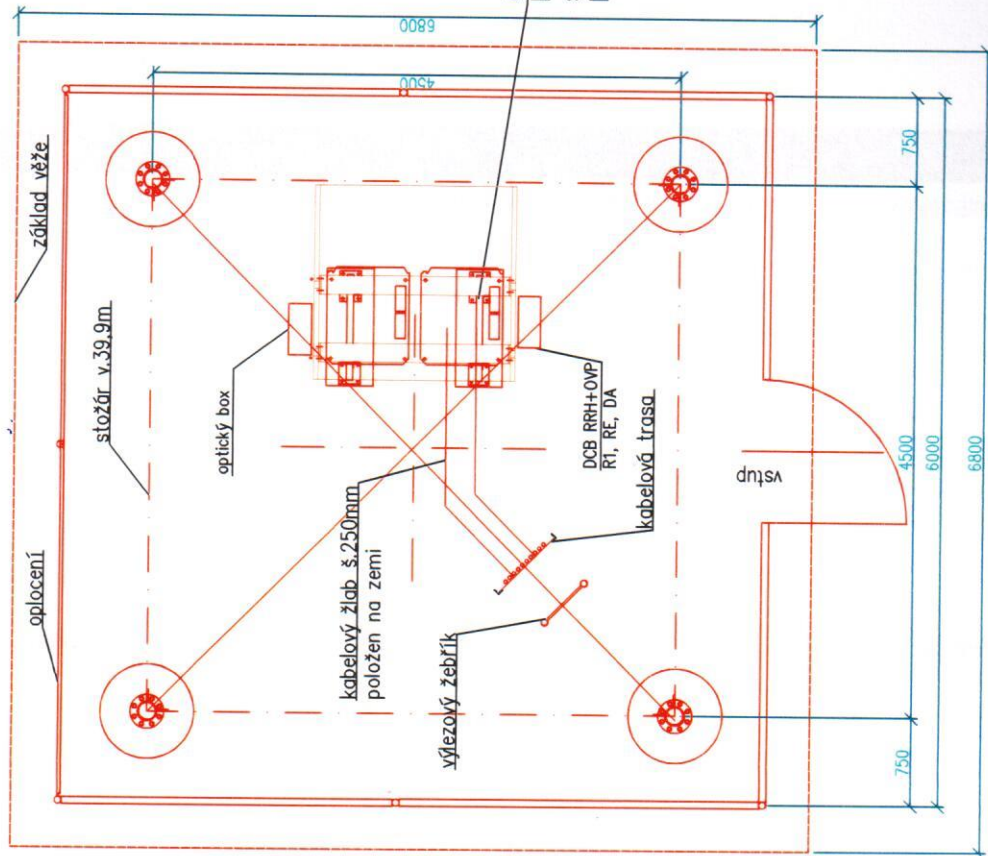 6800
4500
základ věže
stožár v.39,9m
oplocení
optický box
kabelový žlab š.250mm
položen na zemi
výlezový žebřík
DCB RRH+OVP
R1, RE, DA
kabelová trasa
vstup
750
4500
750
6000
6800